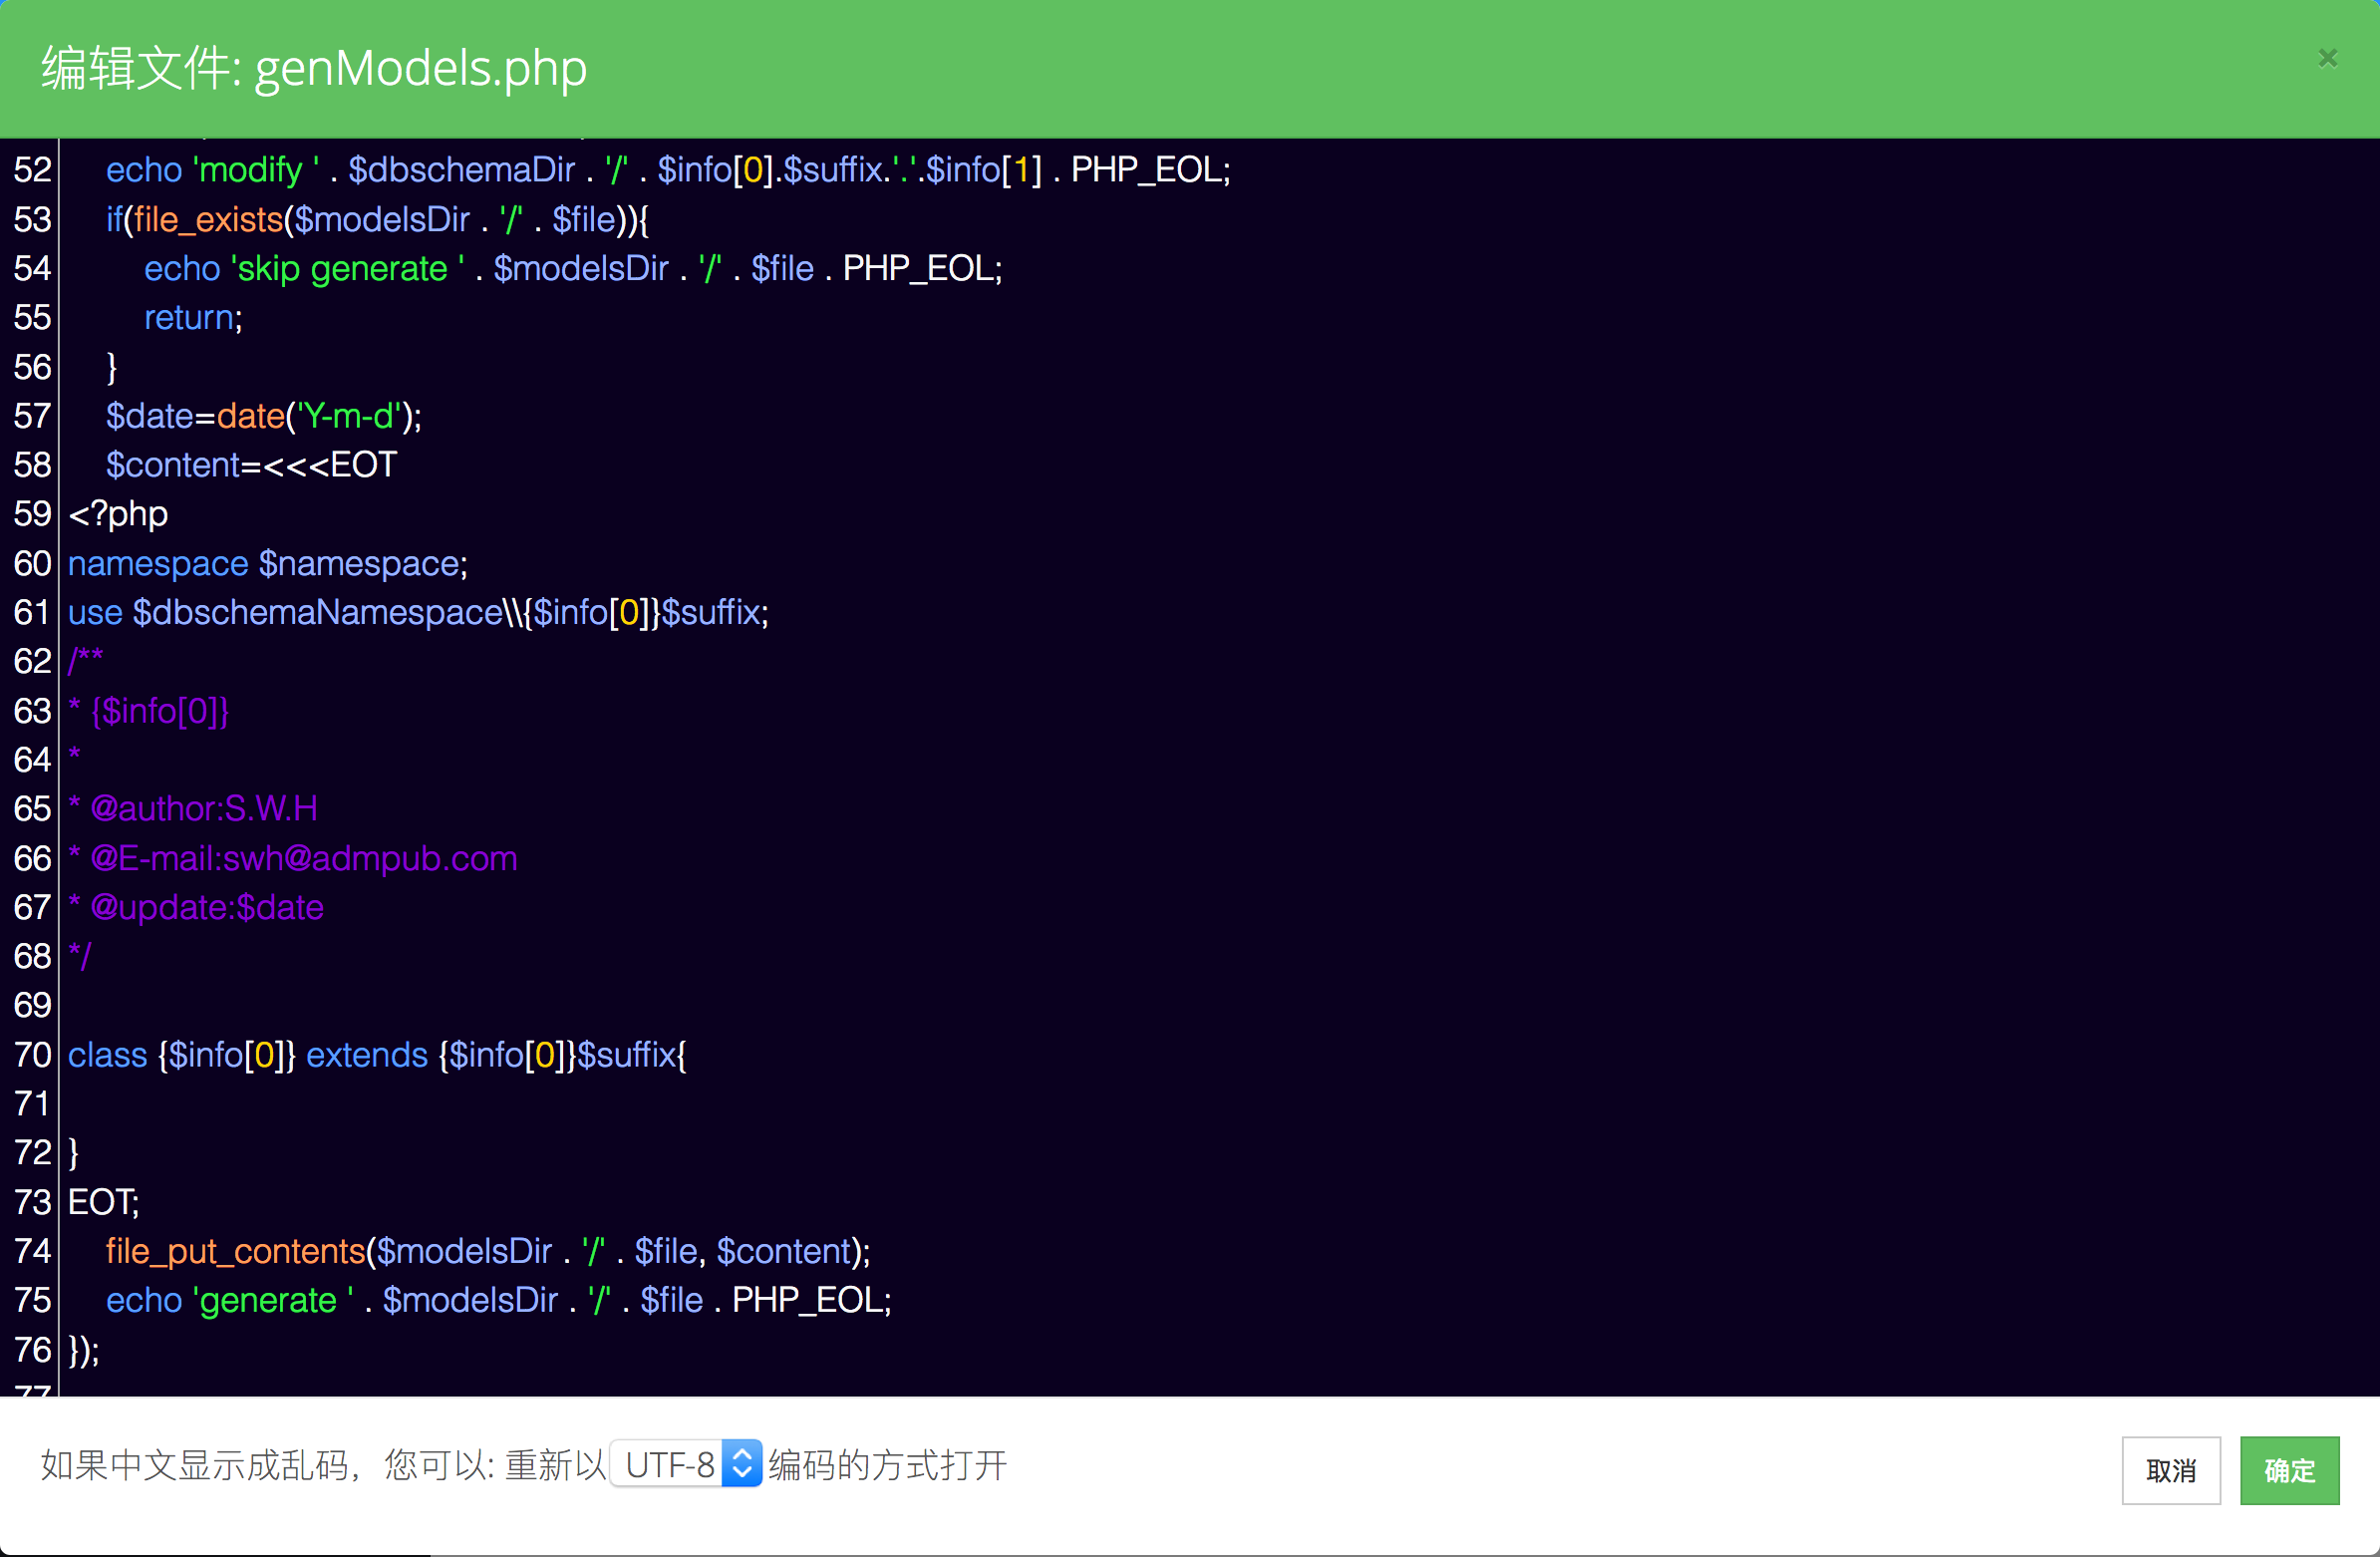 编辑文件: genModels.php
×
52 echo 'modify ' . $dbschemaDir . '/' . $info[0].$suffix.'.'.$info[1] . PHP_EOL;
53 if(file_exists($modelsDir . '/' . $file)){
54 echo 'skip generate ' . $modelsDir . '/' . $file . PHP_EOL;
55 return;
56 }
57 $date=date('Y-m-d');
58 $content=<<<EOT
59 <?php
60 namespace $namespace;
61 use $dbschemaNamespace\\{$info[0]}$suffix;
62 /**
63 * {$info[0]}
64 *
65 * @author:S.W.H
66 * @E-mail:swh@admpub.com
67 * @update:$date
68 */
69
70 class {$info[0]} extends {$info[0]}$suffix{
71
72 }
73 EOT;
74 file_put_contents($modelsDir . '/' . $file, $content);
75 echo 'generate ' . $modelsDir . '/' . $file . PHP_EOL;
76 });
77
如果中文显示成乱码，您可以: 重新以 UTF-8 编码的方式打开
取消 确定